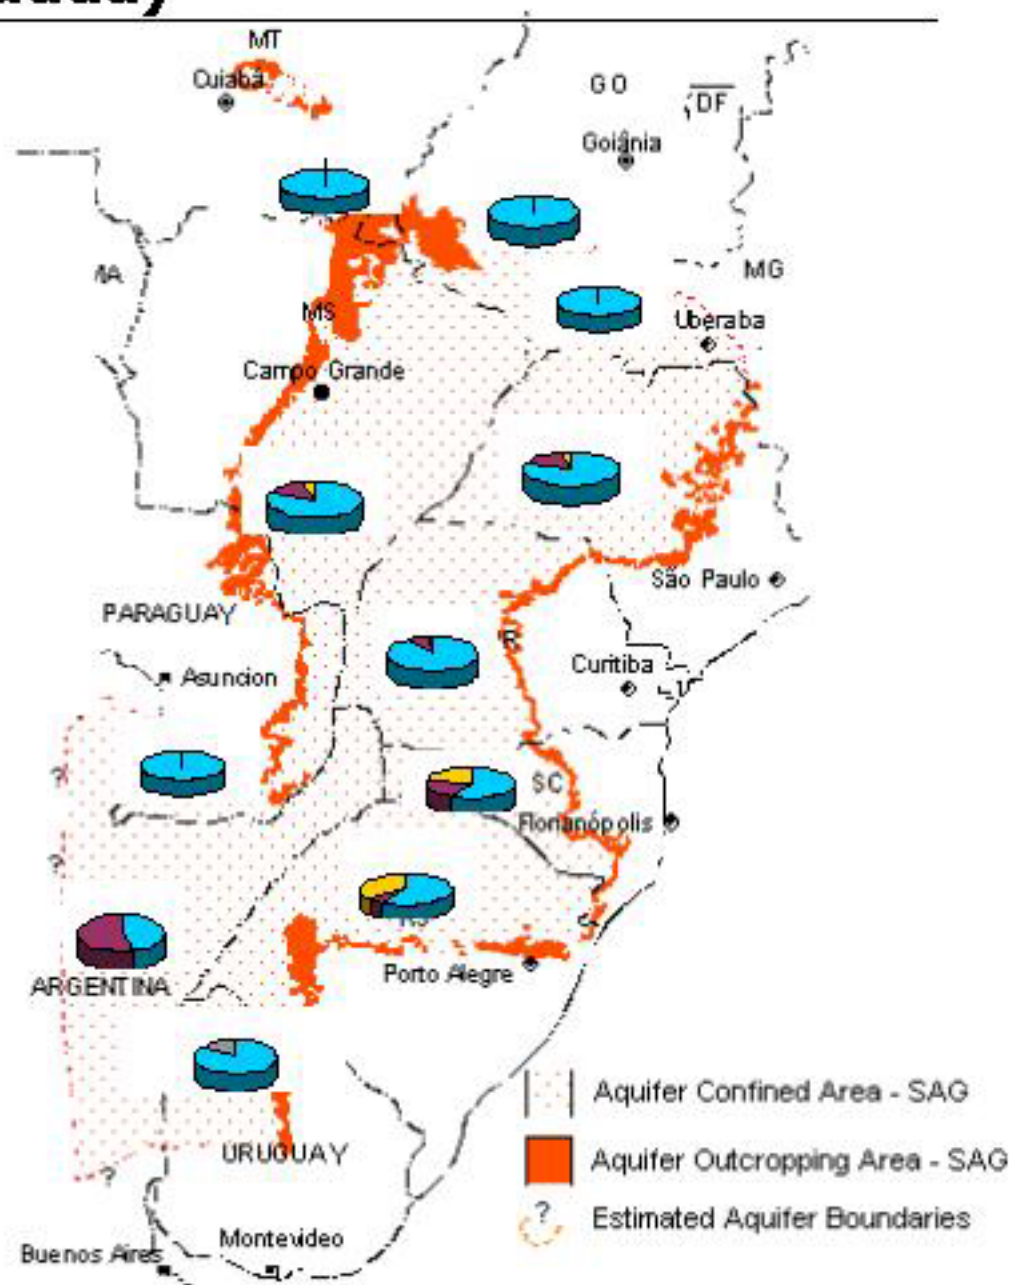 MT
Cuiabá
GO
DF
Goiânia
MG
MS
Uberaba
Campo Grande
São Paulo
PARAGUAY
Curitiba
Asuncion
SC
?
Florianópolis
?
Porto Alegre
ARGENTINA
Aquifer Confined Area - SAG
URUGUAY
Aquifer Outcropping Area - SAG
?
?
Estimated Aquifer Boundaries
Montevideo
Buenos Aires